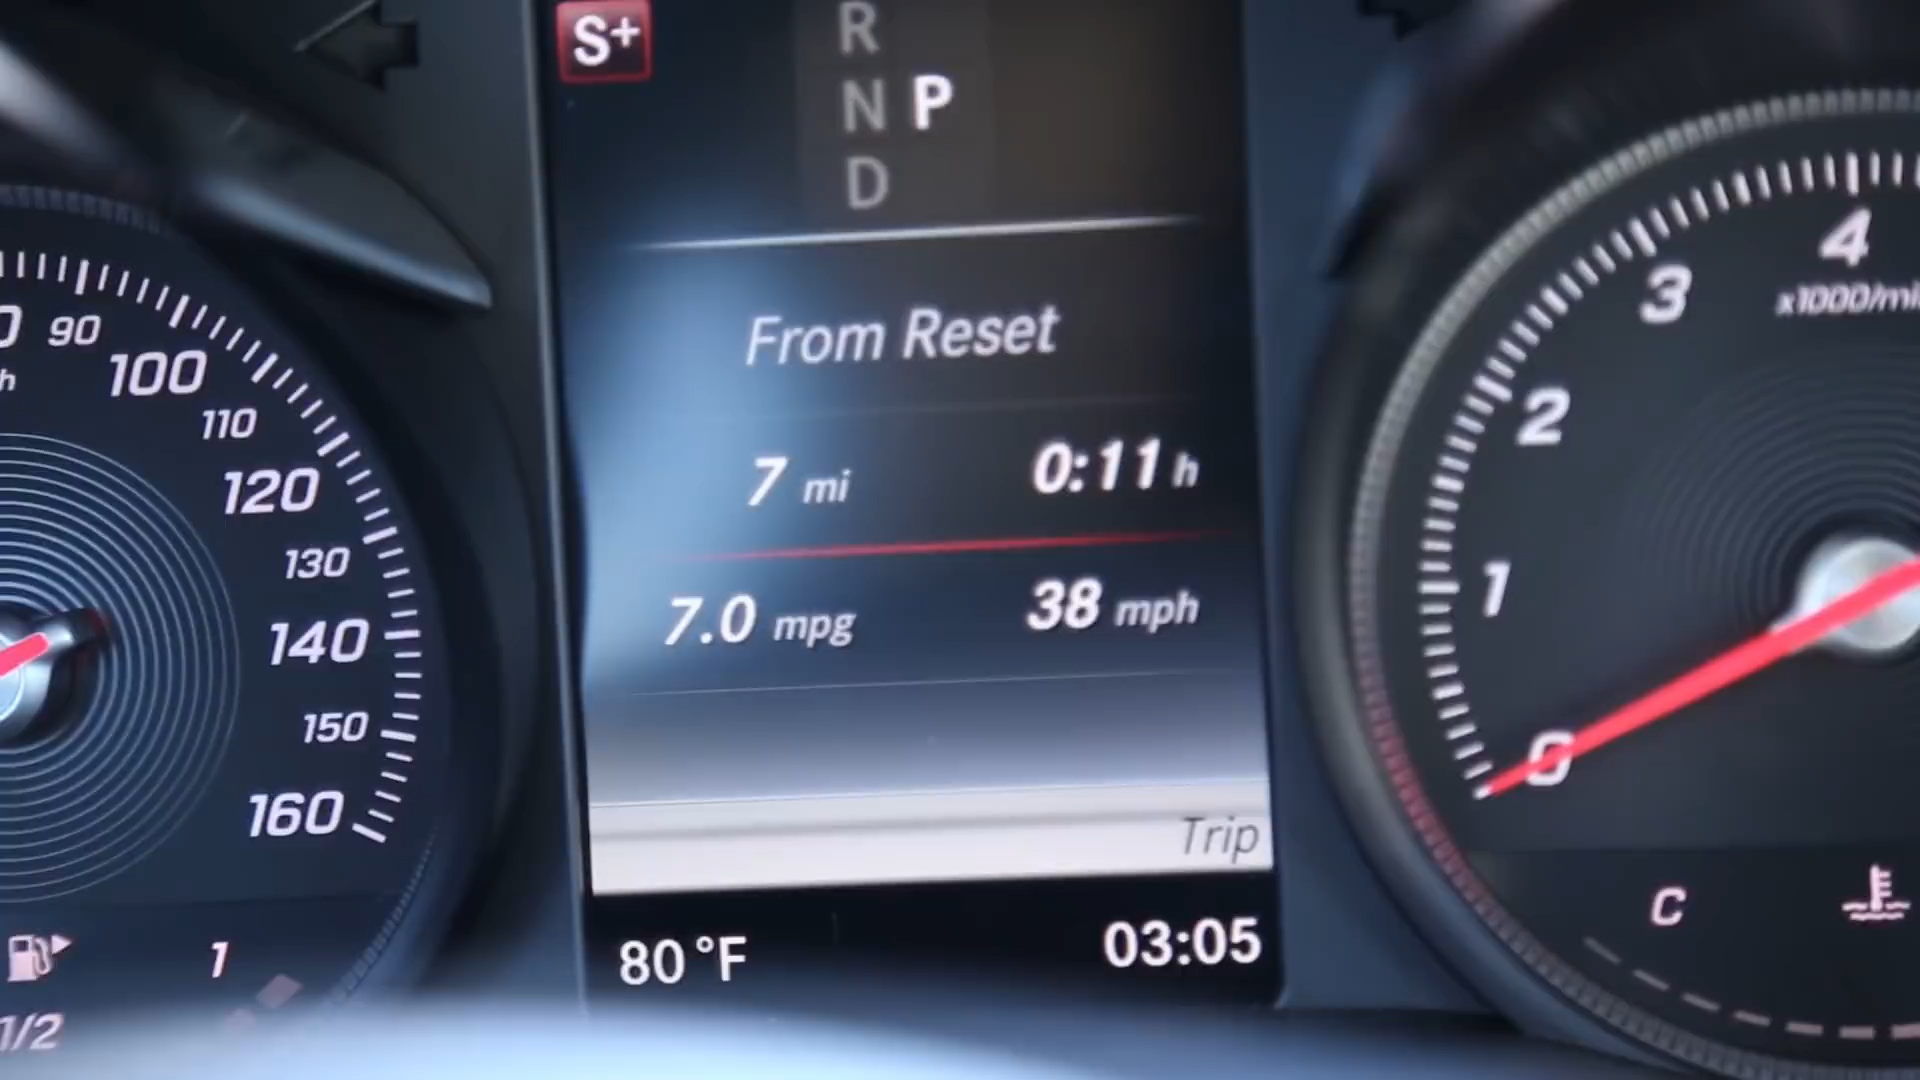 S+
R
N P
D
From Reset
7 mi 0:11 h
7.0 mpg 38 mph
Trip
80 °F 03:05
90
100
110
120
130
140
150
160
1
1/2
4
x1000/mi
3
2
1
0
C